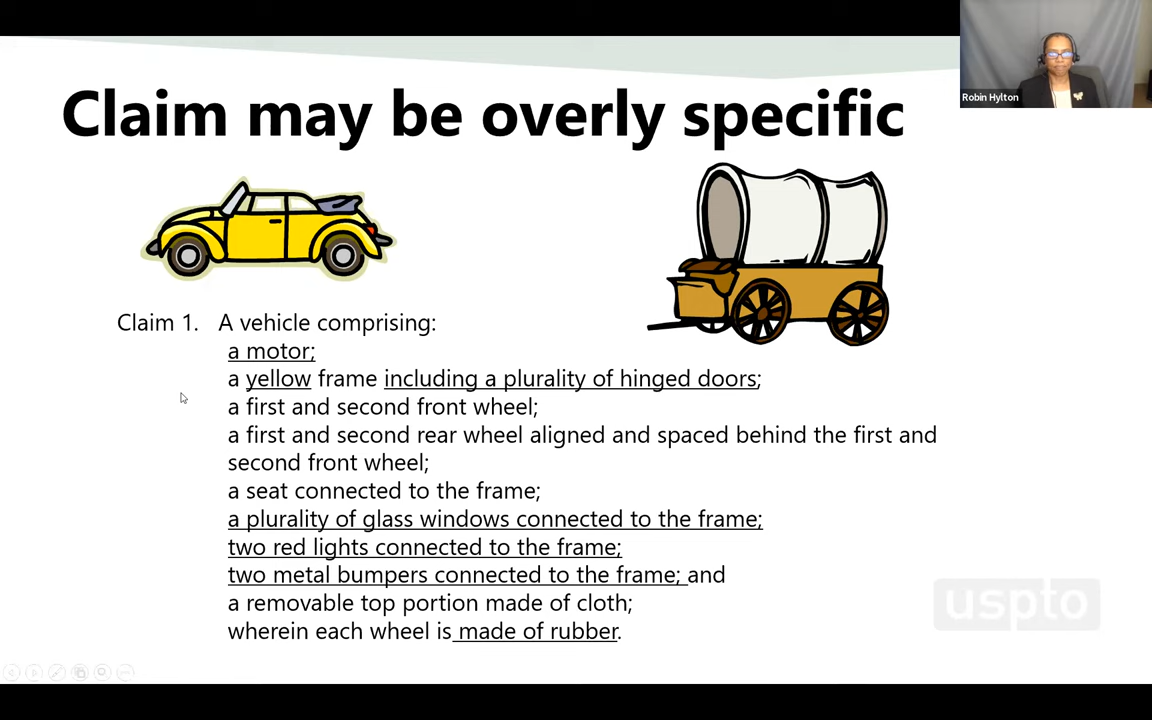 Robin Hylton
Claim may be overly specific
Claim 1. A vehicle comprising:
a motor;
a yellow frame including a plurality of hinged doors;
a first and second front wheel;
a first and second rear wheel aligned and spaced behind the first and
second front wheel;
a seat connected to the frame;
a plurality of glass windows connected to the frame;
two red lights connected to the frame;
two metal bumpers connected to the frame; and
a removable top portion made of cloth;
wherein each wheel is made of rubber.
uspto